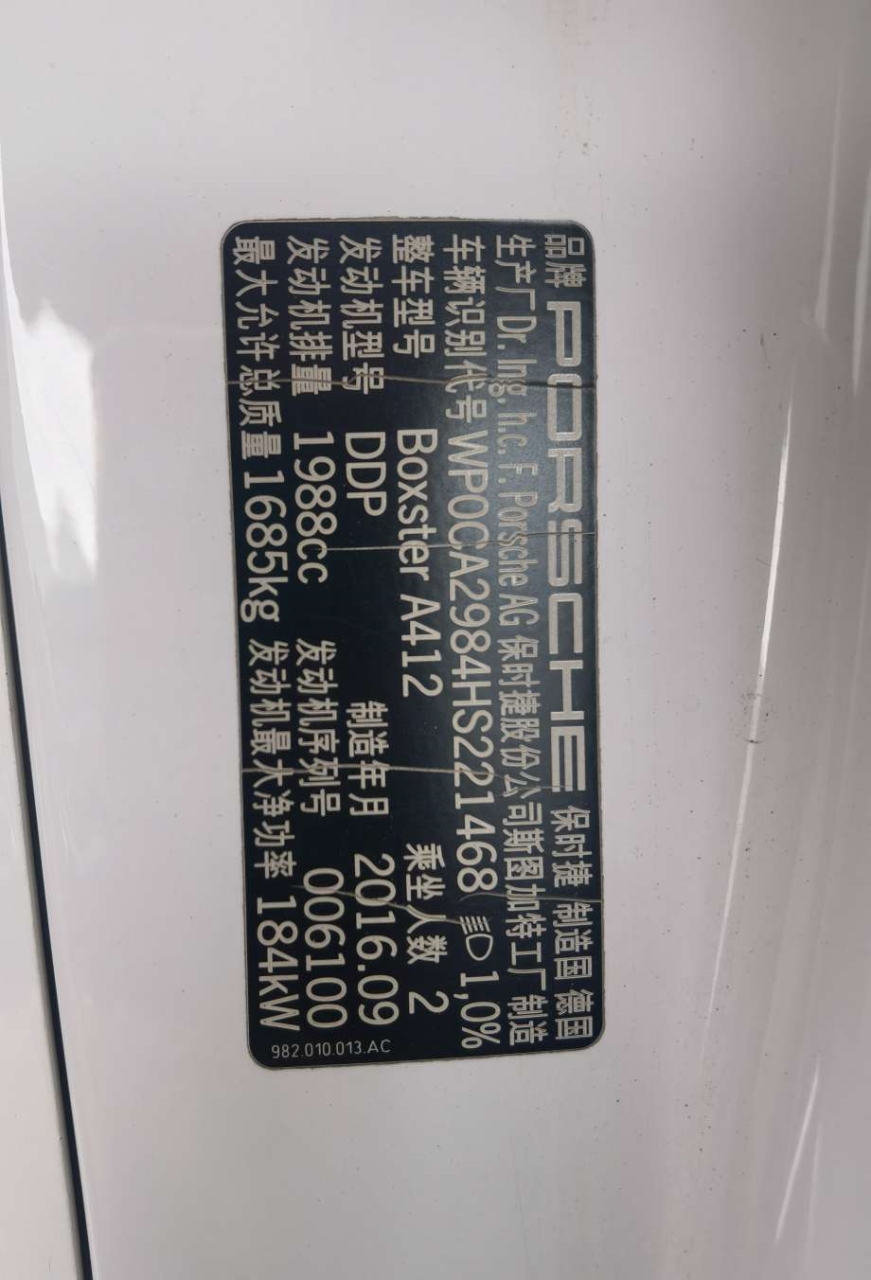 品牌 PORSCHE 保时捷 制造国 德国
生产厂 Dr. Ing. h.c. F. Porsche AG 保时捷股份公司斯图加特工厂 制造
车辆识别代号 WP0CA2984HS221468 1,0%
整车型号 Boxster A412 乘坐人数 2
发动机型号 DDP 制造年月 2016.09
发动机排量 1988cc 发动机序列号 006100
最大允许总质量 1685kg 发动机最大净功率 184kW
982.010.013.AC